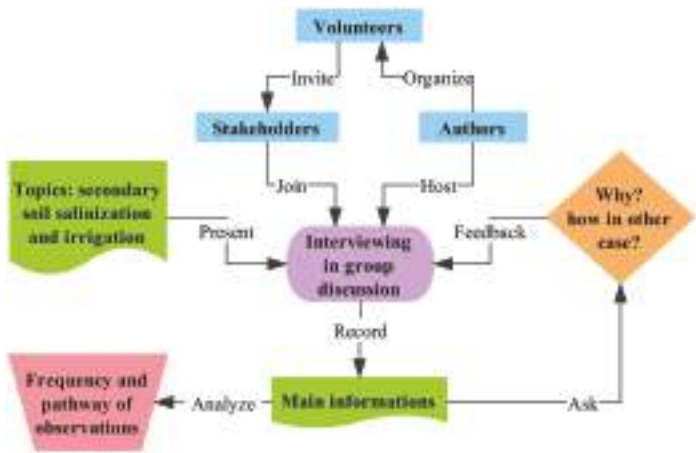 Volunteers
Invite
Organize
Stakeholders
Authors
Topics: secondary
soil salinization
and irrigation
Join
Host
Why?
how in other
case?
Present
Interviewing
in group
discussion
Feedback
Record
Frequency and
pathway of
observations
Analyze
Main informations
Ask